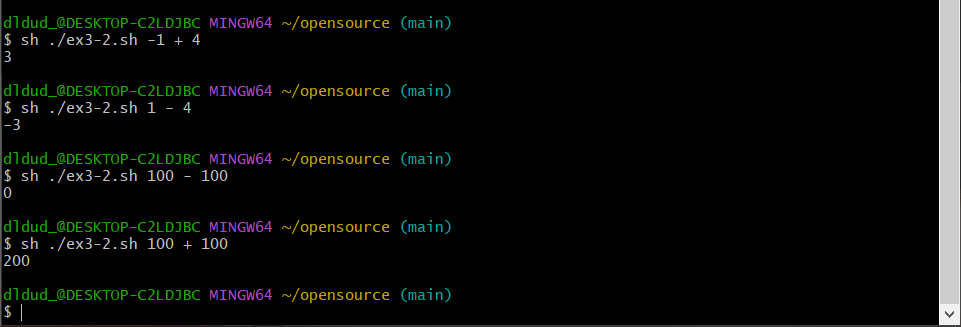 dldud_@DESKTOP-C2LDJBC MINGW64 ~/opensource (main)
$ sh ./ex3-2.sh -1 + 4
3
dldud_@DESKTOP-C2LDJBC MINGW64 ~/opensource (main)
$ sh ./ex3-2.sh 1 - 4
-3
dldud_@DESKTOP-C2LDJBC MINGW64 ~/opensource (main)
$ sh ./ex3-2.sh 100 - 100
0
dldud_@DESKTOP-C2LDJBC MINGW64 ~/opensource (main)
$ sh ./ex3-2.sh 100 + 100
200
dldud_@DESKTOP-C2LDJBC MINGW64 ~/opensource (main)
$